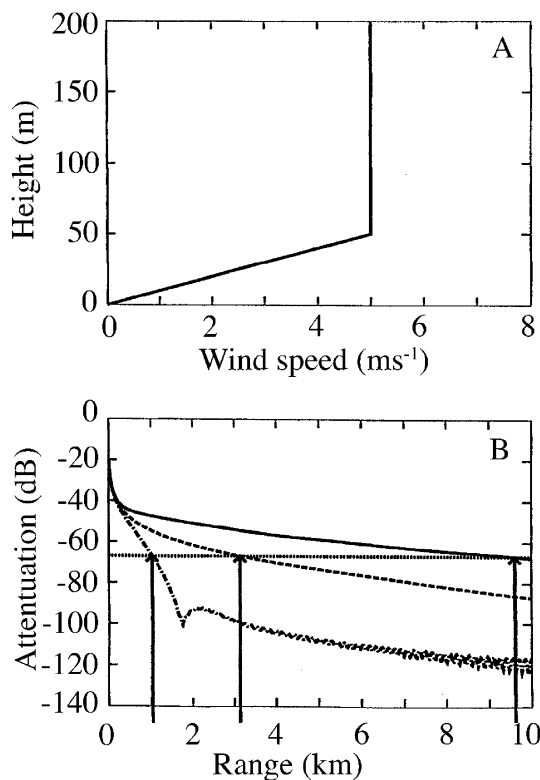 A
Height (m)
200
150
100
50
0
0 2 4 6 8
Wind speed (ms⁻¹)
B
Attentuation (dB)
0
-20
-40
-60
-80
-100
-120
-140
0 2 4 6 8 10
Range (km)